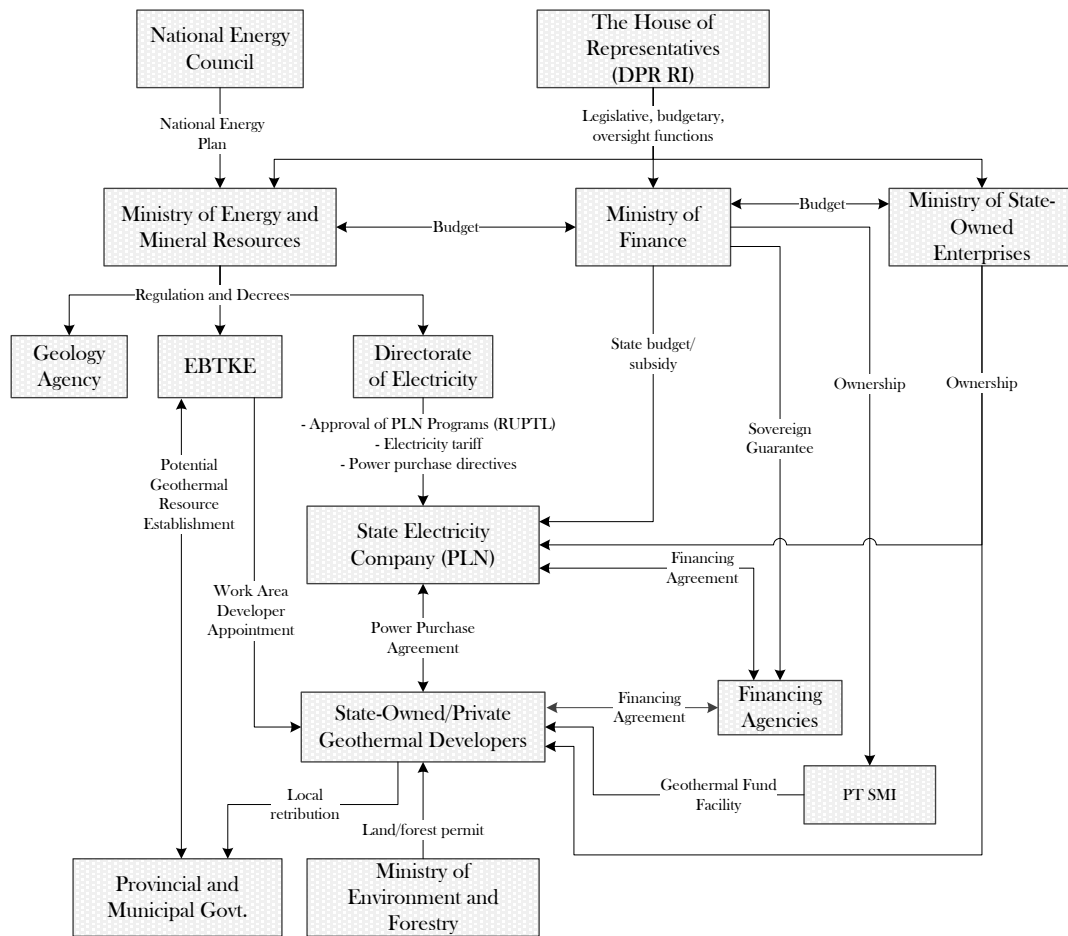 National Energy
Council
The House of
Representatives
(DPR RI)
National Energy
Plan
Legislative, budgetary,
oversight functions
Ministry of Energy and
Mineral Resources
Budget
Ministry of
Finance
Budget
Ministry of State-
Owned
Enterprises
Regulation and Decrees
Geology
Agency
EBTKE
Directorate
of Electricity
State budget/
subsidy
Ownership
Ownership
- Approval of PLN Programs (RUPTL)
- Electricity tariff
- Power purchase directives
Sovereign
Guarantee
Potential
Geothermal
Resource
Establishment
State Electricity
Company (PLN)
Financing
Agreement
Work Area
Developer
Appointment
Power Purchase
Agreement
State-Owned/Private
Geothermal Developers
Financing
Agreement
Financing
Agencies
Geothermal Fund
Facility
PT SMI
Local
retribution
Land/forest permit
Provincial and
Municipal Govt.
Ministry of
Environment and
Forestry